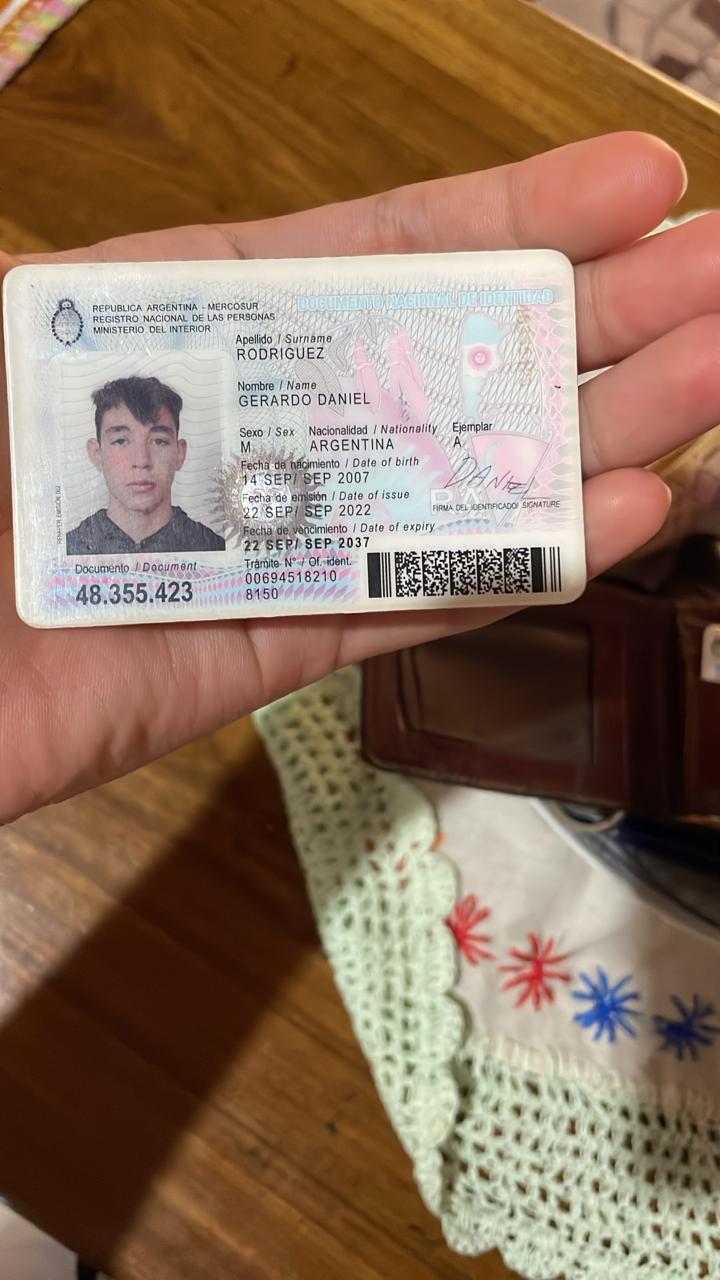 REPUBLICA ARGENTINA - MERCOSUR
REGISTRO NACIONAL DE LAS PERSONAS
MINISTERIO DEL INTERIOR
DOCUMENTO NACIONAL DE IDENTIDAD
Apellido / Surname
RODRIGUEZ
Nombre / Name
GERARDO DANIEL
Sexo / Sex Nacionalidad / Nationality Ejemplar
M ARGENTINA A
Fecha de nacimiento / Date of birth
14 SEP/ SEP 2007
Fecha de emisión / Date of issue
22 SEP/ SEP 2022
DANIEL
FIRMA DEL IDENTIFICADO/ SIGNATURE
Fecha de vencimiento / Date of expiry
22 SEP/ SEP 2037
Documento / Document
48.355.423
Trámite N° / Of. ident.
00694518210
8150